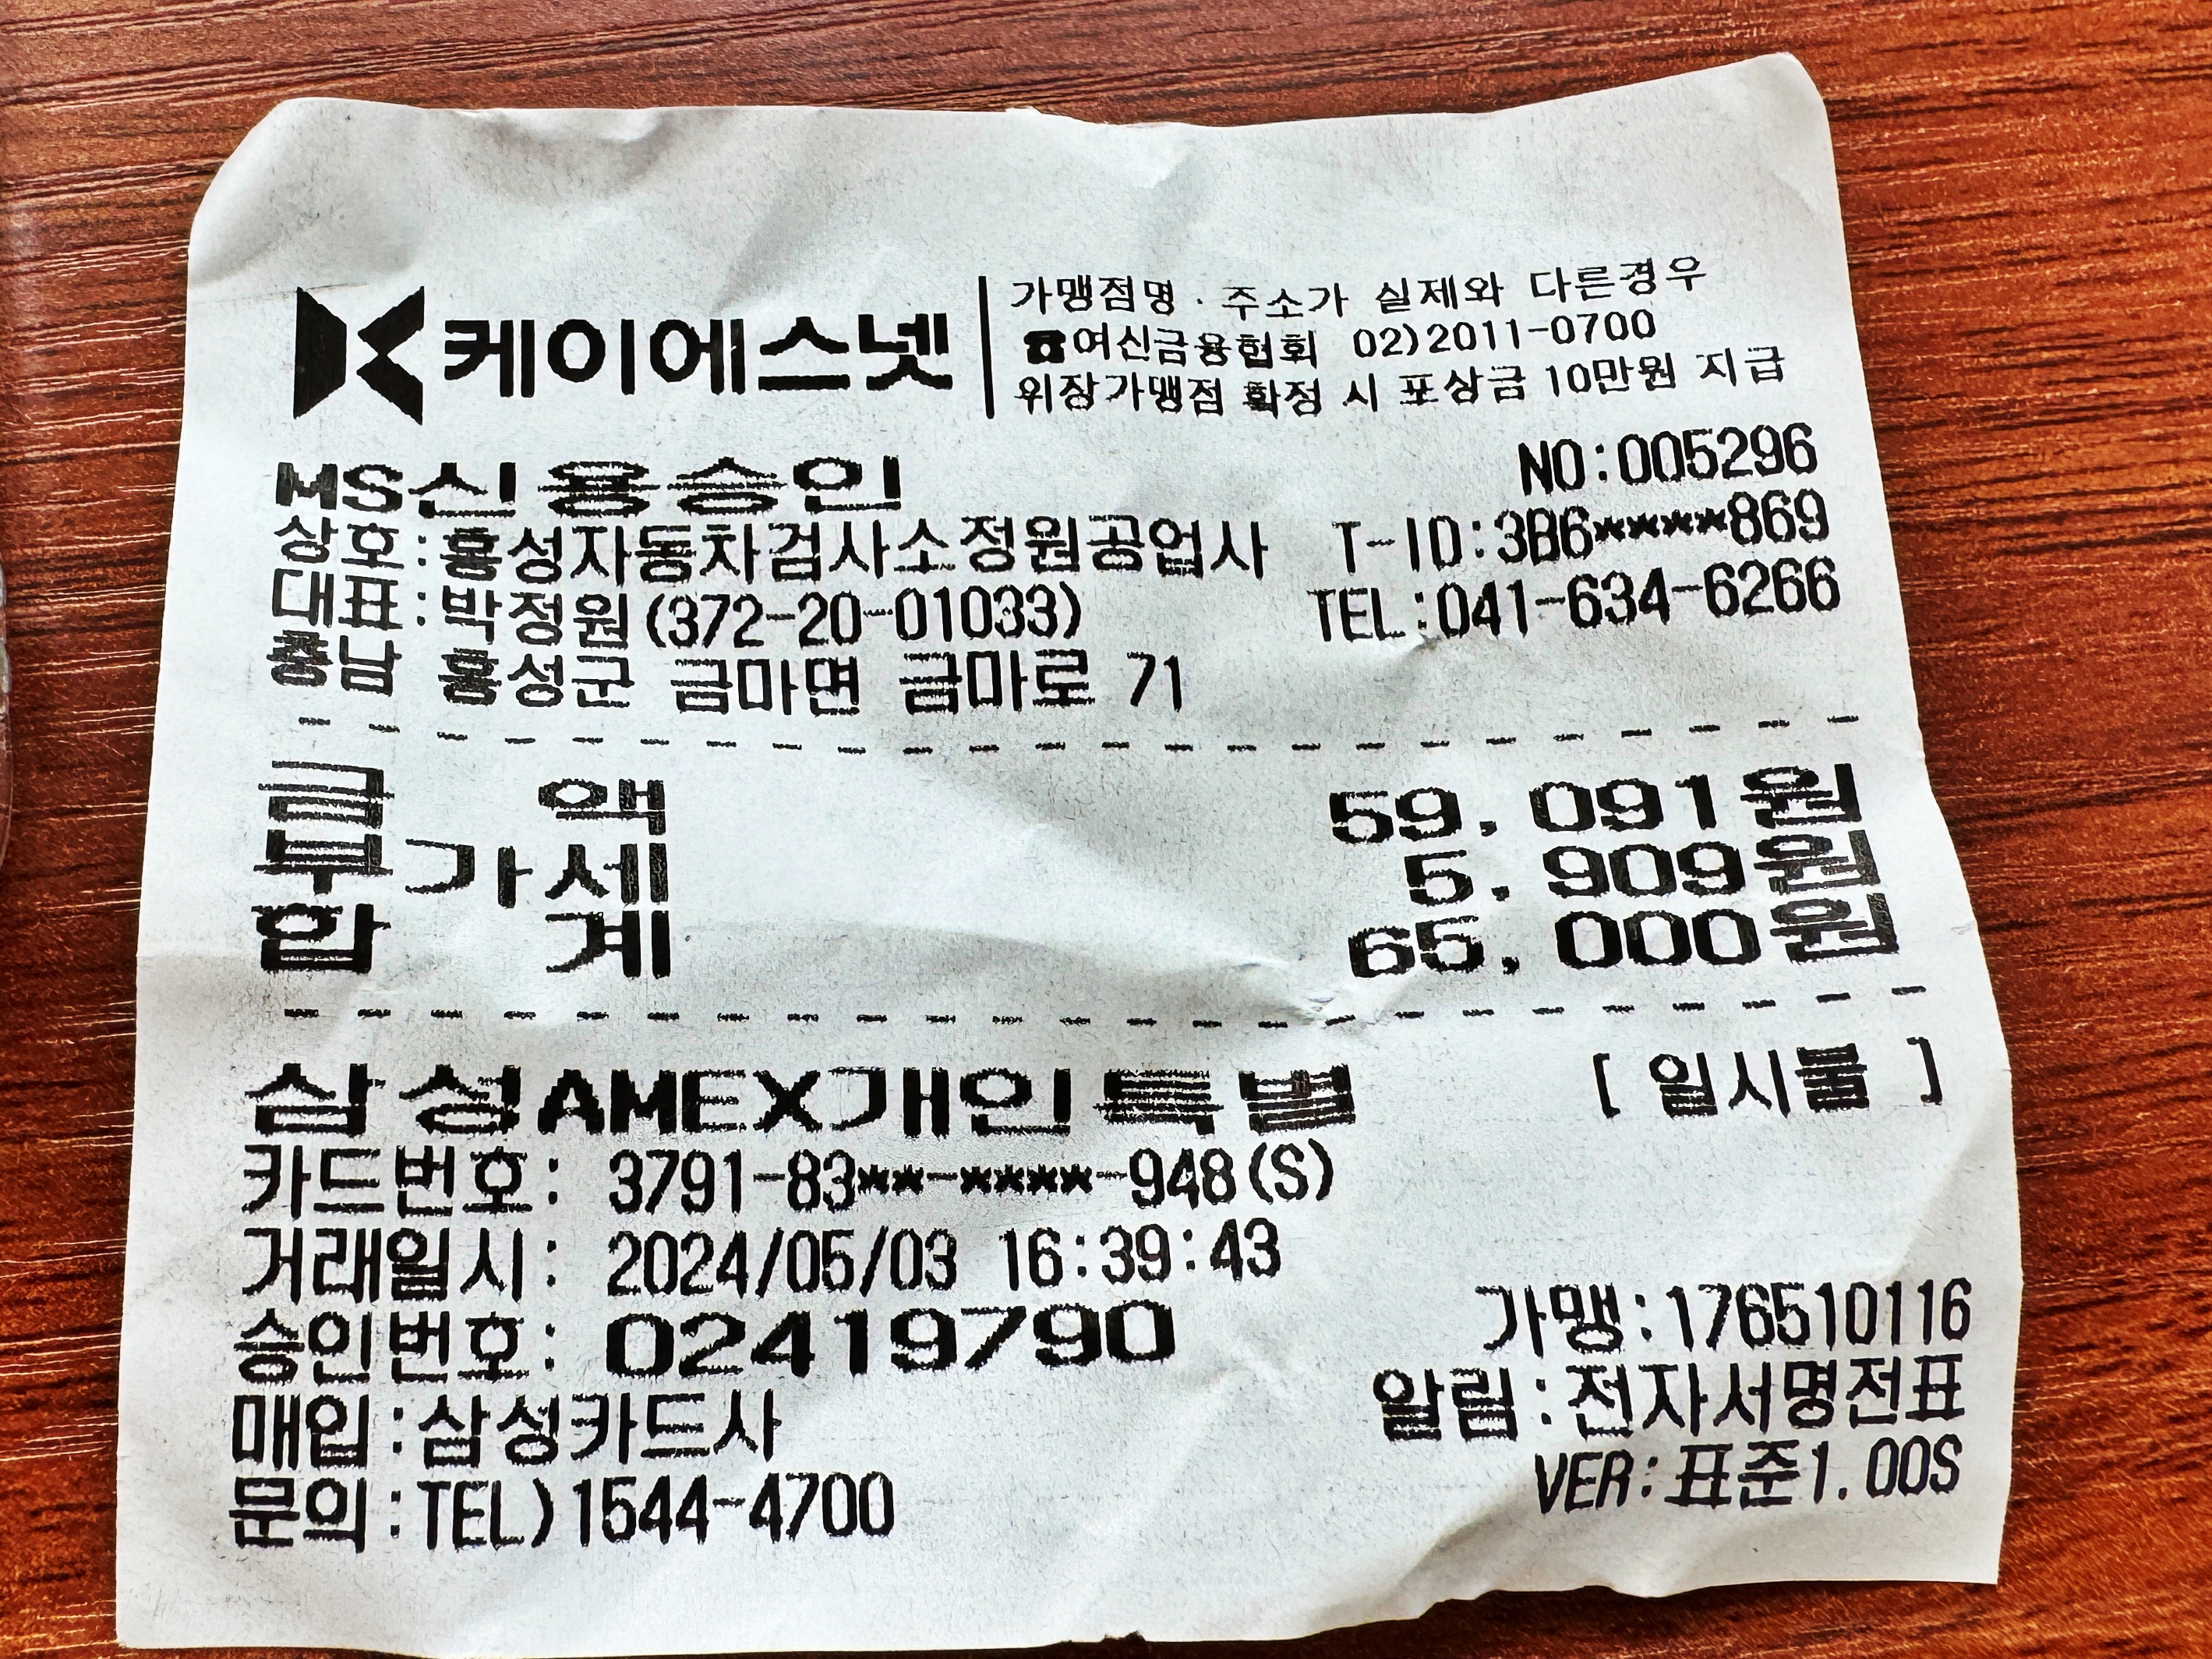 케이에스넷
가맹점명 · 주소가 실제와 다른경우
☎여신금융협회 02)2011-0700
위장가맹점 확정 시 포상금 10만원 지급
MS신용승인 NO:005296
상호:홍성자동차검사소정원공업사 T-ID:3B6****869
대표:박정원(372-20-01033) TEL:041-634-6266
충남 홍성군 금마면 금마로 71
금 액 59,091원
부가세 5,909원
합 계 65,000원
삼성AMEX개인특별 [ 일시불 ]
카드번호: 3791-83**-****-948(S)
거래일시: 2024/05/03 16:39:43
승인번호: 02419790 가맹:176510116
매입:삼성카드사 알림:전자서명전표
문의:TEL)1544-4700 VER:표준1.00S